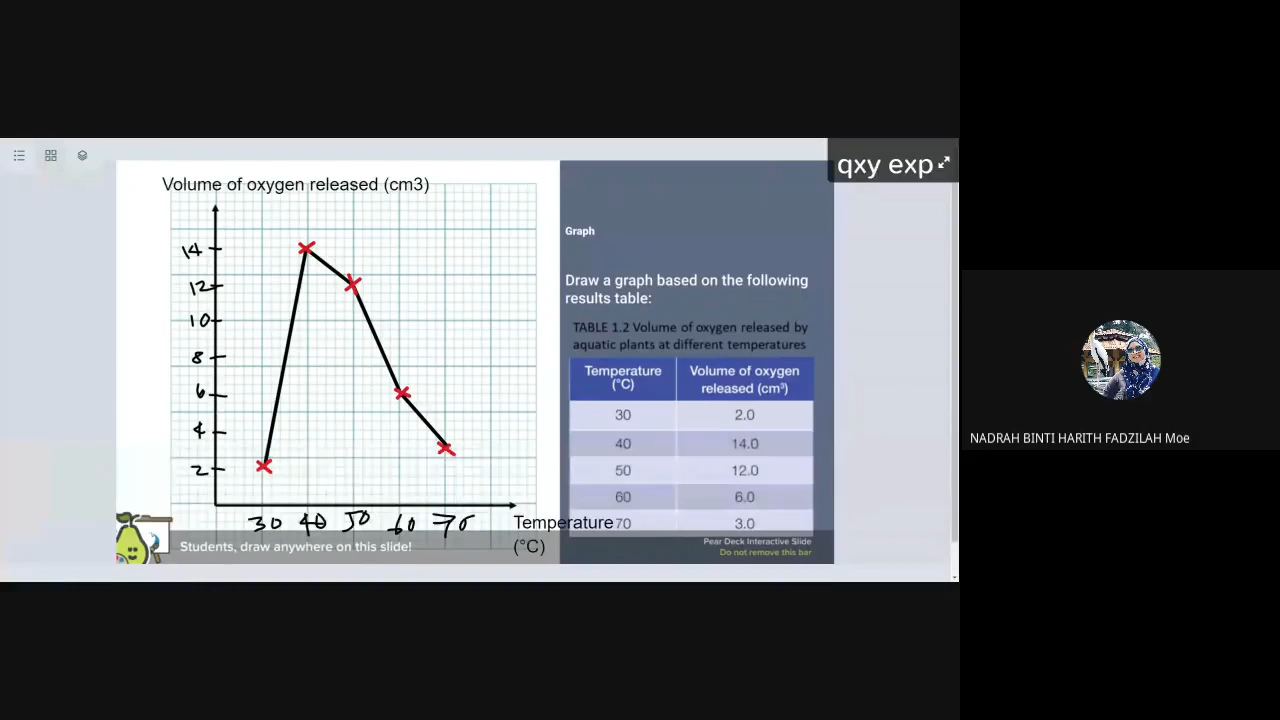 qxy exp
Volume of oxygen released (cm3)
14
12
10
8
6
4
2
30 40 50 60 70
Temperature
(°C)
Students, draw anywhere on this slide!
Graph
Draw a graph based on the following
results table:
TABLE 1.2 Volume of oxygen released by
aquatic plants at different temperatures
Temperature (°C) Volume of oxygen released (cm³)
30 2.0
40 14.0
50 12.0
60 6.0
70 3.0
Pear Deck Interactive Slide
Do not remove this bar
NADRAH BINTI HARITH FADZILAH Moe